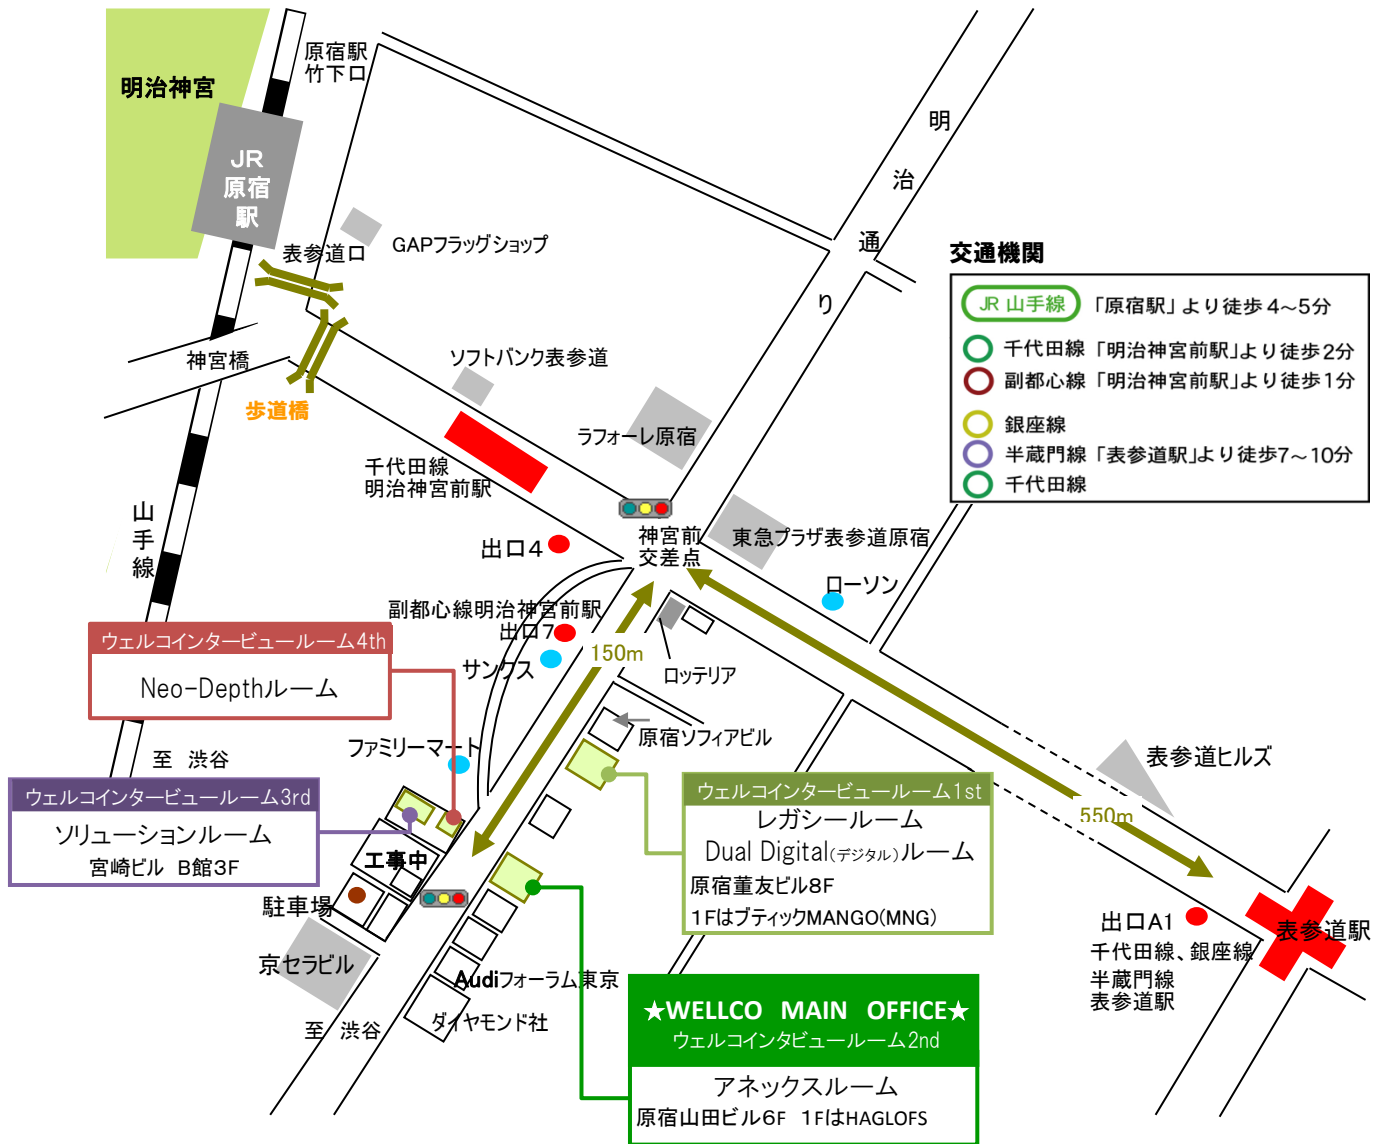 明治神宮
原宿駅
竹下口
JR
原宿
駅
表参道口
GAPフラッグショップ
明治通り
神宮橋
歩道橋
ソフトバンク表参道
ラフォーレ原宿
千代田線
明治神宮前駅
山手線
出口4
神宮前
交差点
東急プラザ表参道原宿
ローソン
副都心線明治神宮前駅
出口7
サンクス
150m
ロッテリア
原宿ソフィアビル
ファミリーマート
至 渋谷
表参道ヒルズ
550m
工事中
駐車場
京セラビル
Audiフォーラム東京
ダイヤモンド社
至 渋谷
出口A1
千代田線、銀座線
半蔵門線
表参道駅
表参道駅
交通機関
JR 山手線 「原宿駅」より徒歩4~5分
千代田線 「明治神宮前駅」より徒歩2分
副都心線 「明治神宮前駅」より徒歩1分
銀座線
半蔵門線 「表参道駅」より徒歩7~10分
千代田線
ウェルコインタービュールーム4th
Neo-Depthルーム
ウェルコインタービュールーム3rd
ソリューションルーム
宮崎ビル B館3F
ウェルコインタービュールーム1st
レガシールーム
Dual Digital(デジタル)ルーム
原宿董友ビル8F
1FはブティックMANGO(MNG)
★WELLCO MAIN OFFICE★
ウェルコインタビュールーム2nd
アネックスルーム
原宿山田ビル6F 1FはHAGLOFS